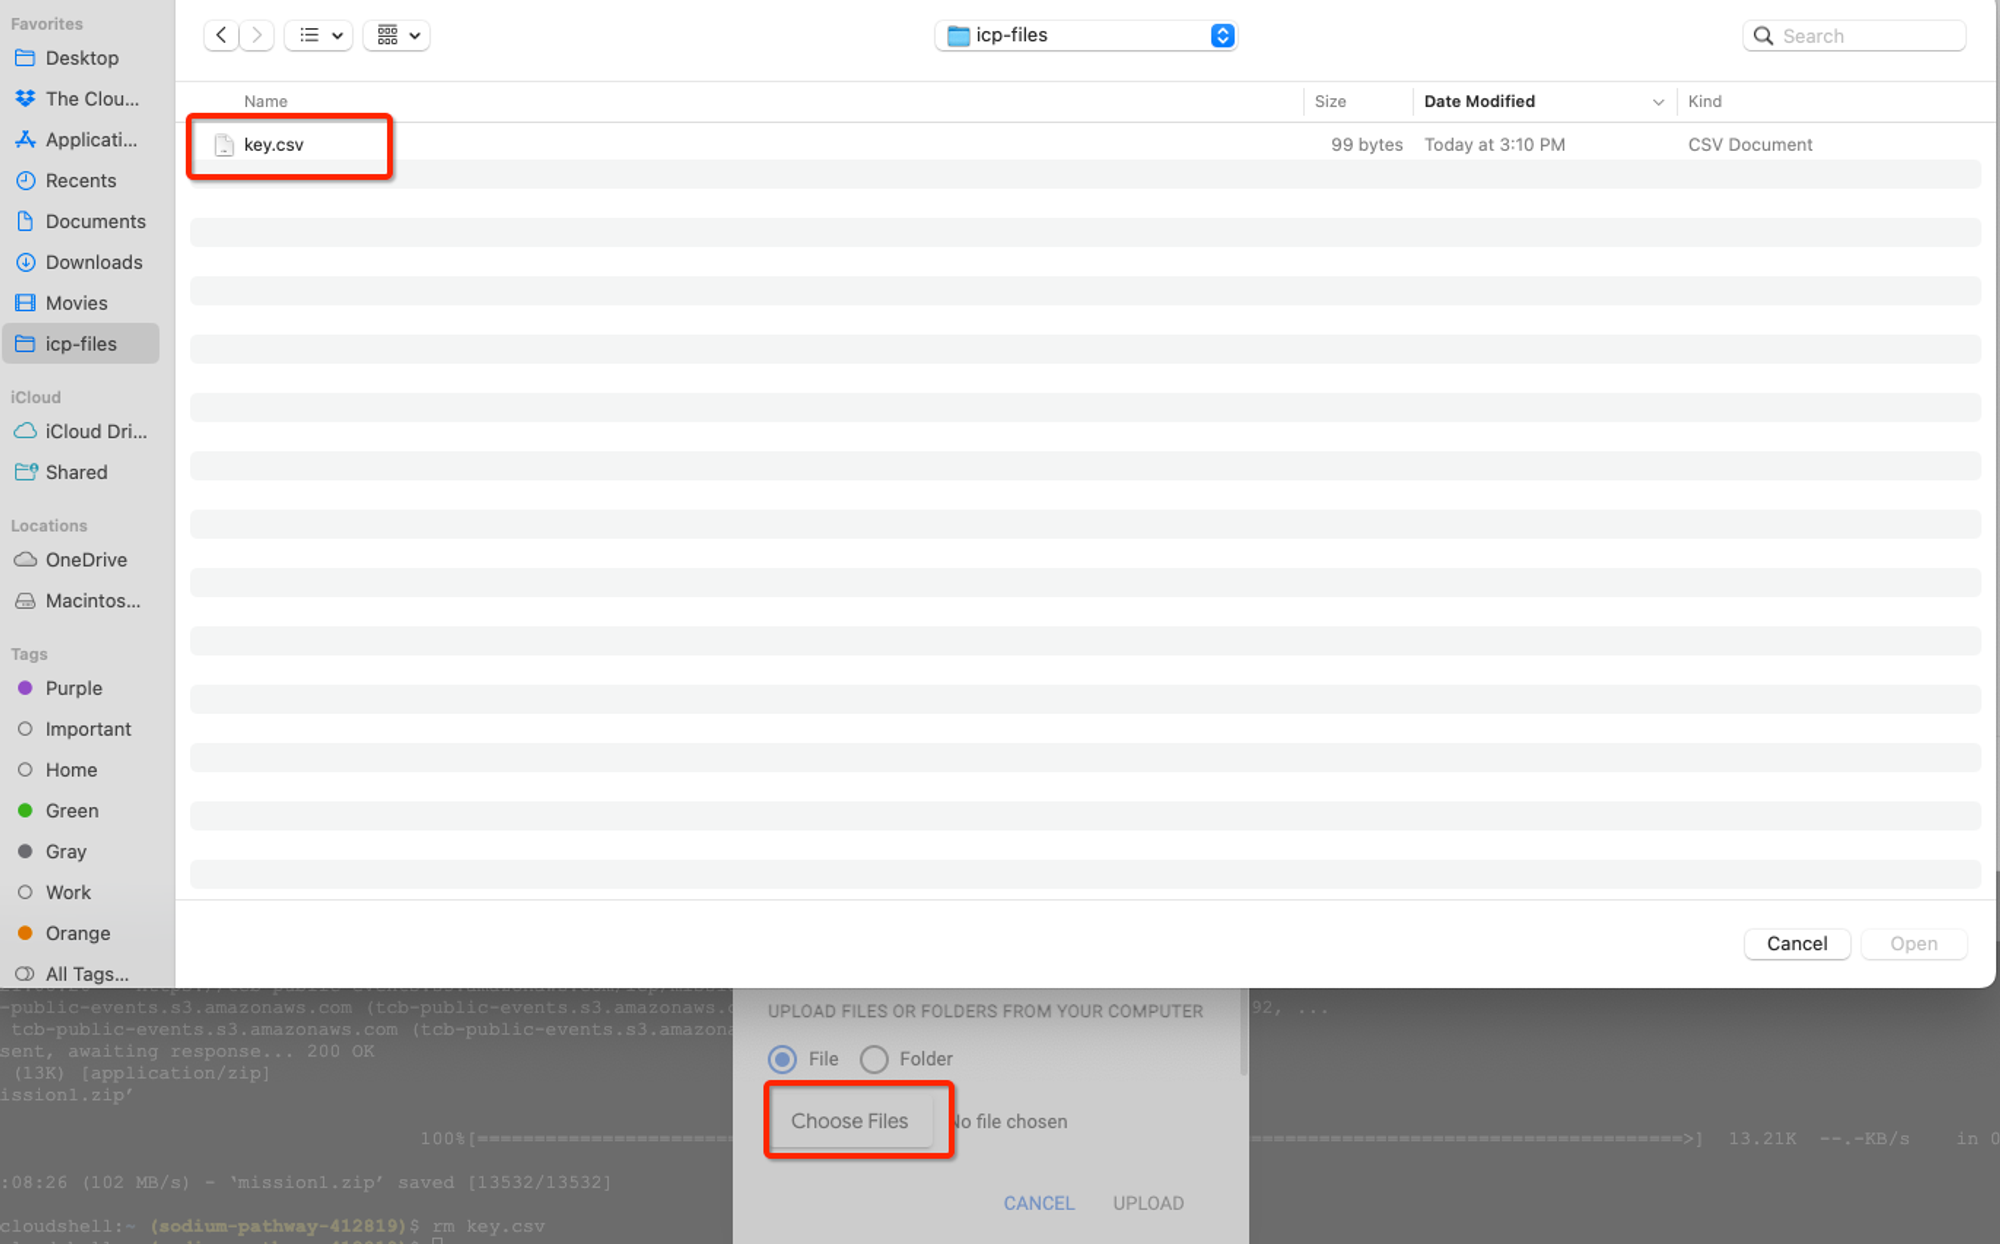 Favorites
Desktop
The Clou...
Applicati...
Recents
Documents
Downloads
Movies
icp-files
iCloud
iCloud Dri...
Shared
Locations
OneDrive
Macintos...
Tags
Purple
Important
Home
Green
Gray
Work
Orange
All Tags...
icp-files
Search
Name Size Date Modified Kind
key.csv 99 bytes Today at 3:10 PM CSV Document
Cancel Open
-public-events.s3.amazonaws.com (tcb-public-events.s3.amazonaws. 92, ...
tcb-public-events.s3.amazonaws.com (tcb-public-events.s3.amazona
sent, awaiting response... 200 OK
(13K) [application/zip]
ission1.zip’
100%[======================= ======================================>] 13.21K --.-KB/s in 0
:08:26 (102 MB/s) - ‘mission1.zip’ saved [13532/13532]
cloudshell:~ (sodium-pathway-412819)$ rm key.csv
UPLOAD FILES OR FOLDERS FROM YOUR COMPUTER
File Folder
Choose Files No file chosen
CANCEL UPLOAD